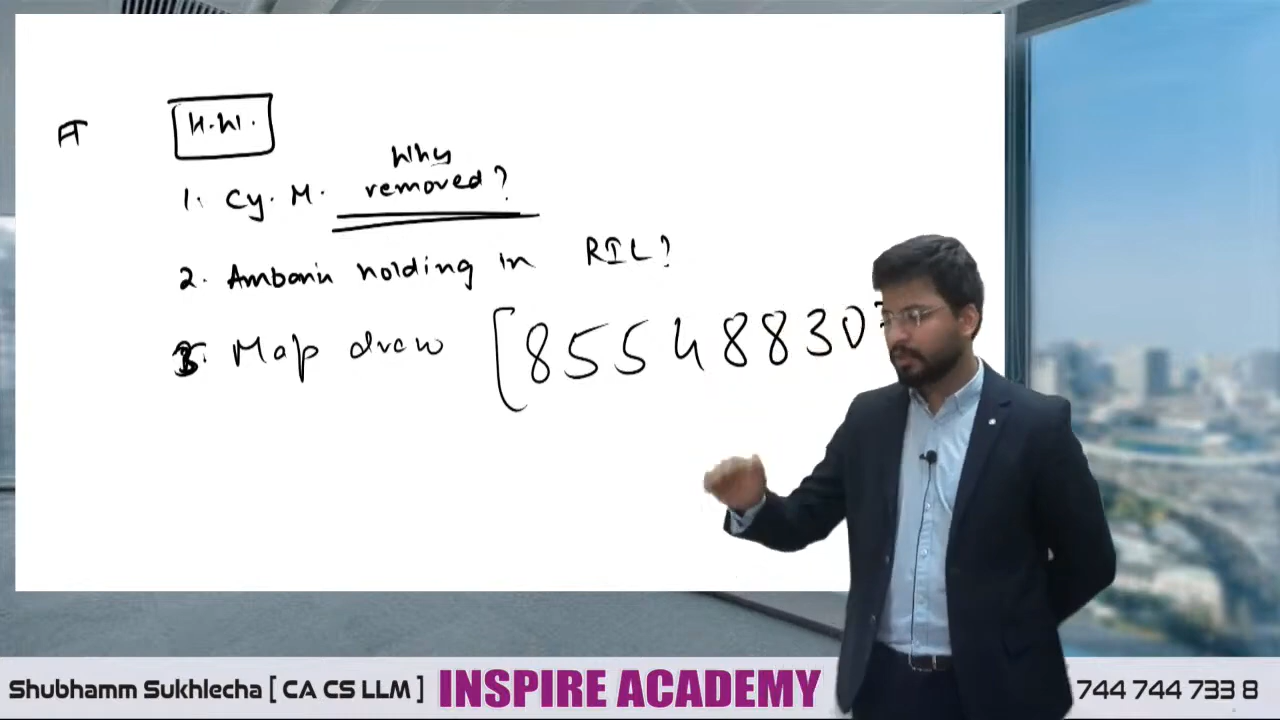 H.W.
Why
1. Cy. M. removed?
2. Ambani holding in RIL?
3. Map draw [855488307
Shubhamm Sukhlecha [ CA CS LLM ] INSPIRE ACADEMY 744 744 733 8